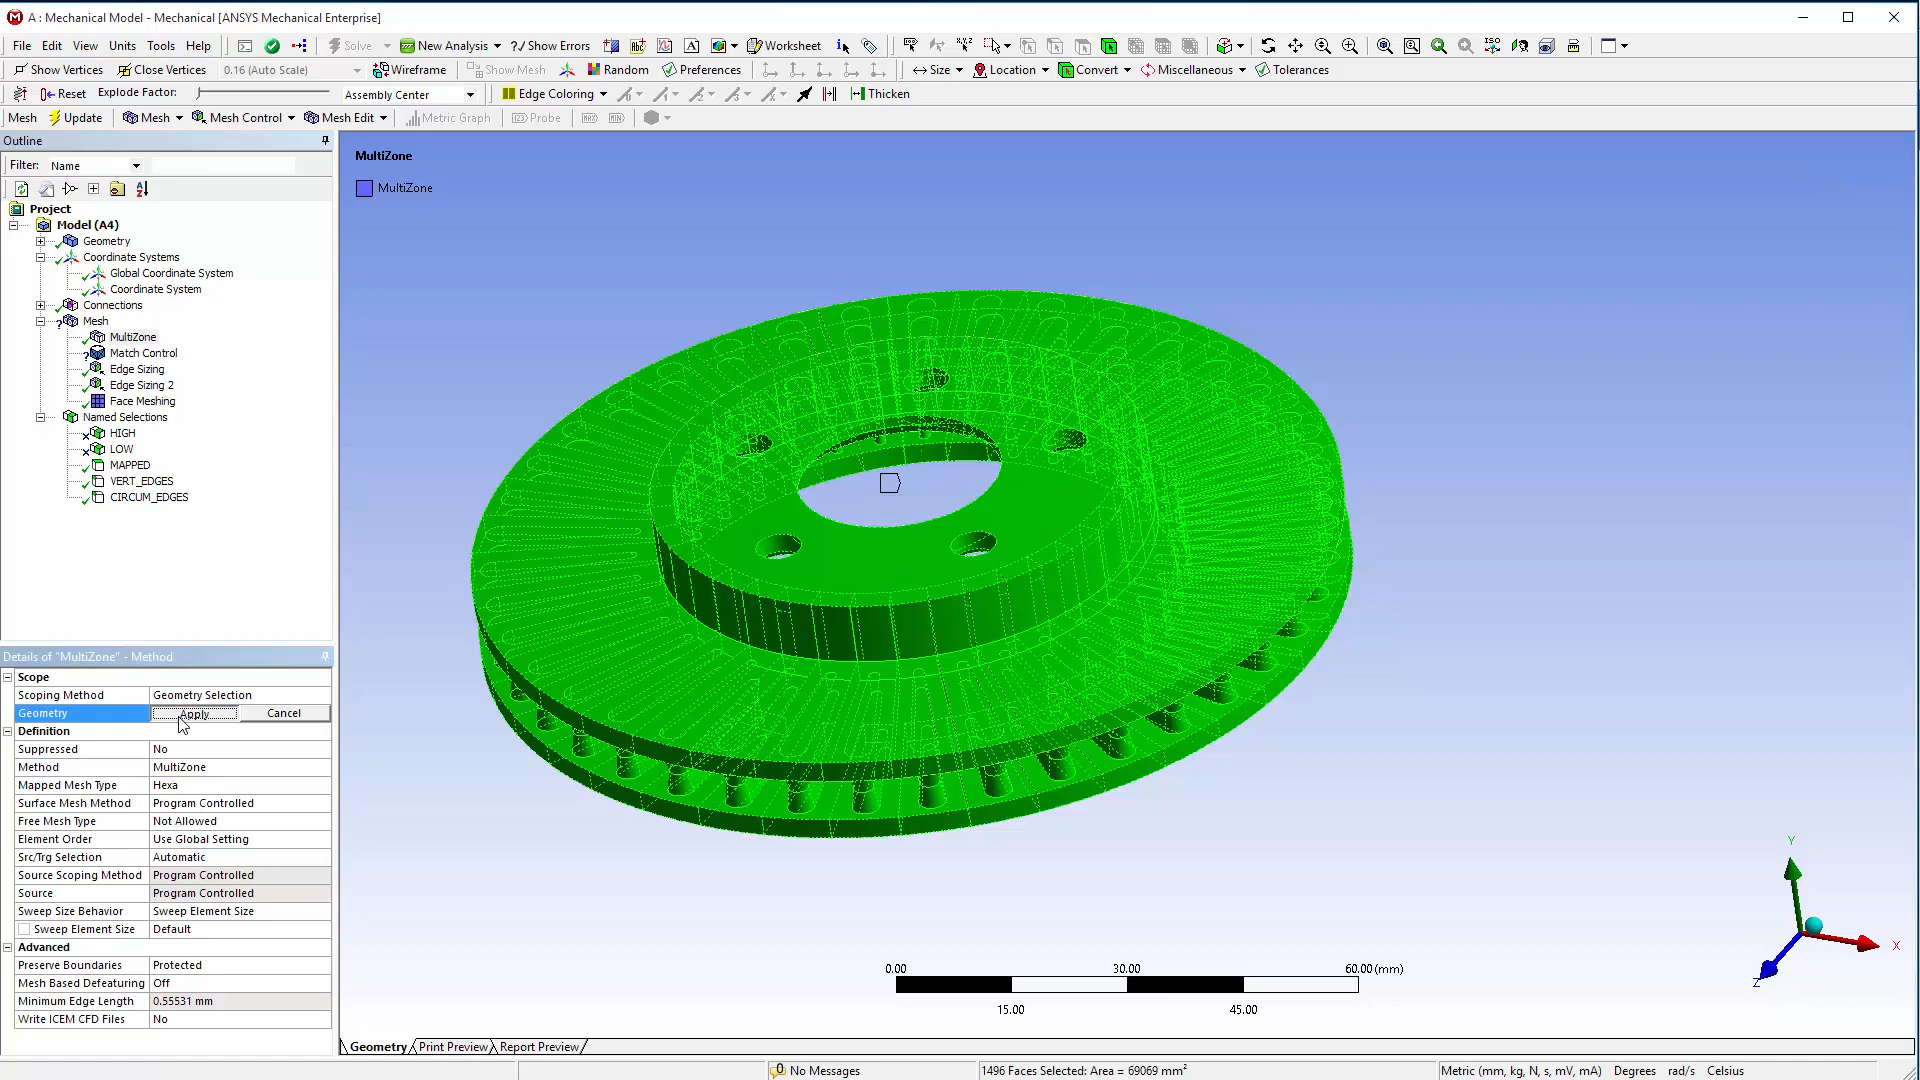 A : Mechanical Model - Mechanical [ANSYS Mechanical Enterprise]
File Edit View Units Tools Help Solve New Analysis ?/ Show Errors Worksheet
Show Vertices Close Vertices 0.16 (Auto Scale) Wireframe Show Mesh Random Preferences Size Location Convert Miscellaneous Tolerances
Reset Explode Factor: Assembly Center Edge Coloring Thicken
Mesh Update Mesh Mesh Control Mesh Edit Metric Graph Probe MAX MIN
Outline
Filter: Name
Project
Model (A4)
Geometry
Coordinate Systems
Global Coordinate System
Coordinate System
Connections
Mesh
MultiZone
Match Control
Edge Sizing
Edge Sizing 2
Face Meshing
Named Selections
HIGH
LOW
MAPPED
VERT_EDGES
CIRCUM_EDGES
Details of "MultiZone" - Method
Scope
Scoping Method Geometry Selection
Geometry Apply Cancel
Definition
Suppressed No
Method MultiZone
Mapped Mesh Type Hexa
Surface Mesh Method Program Controlled
Free Mesh Type Not Allowed
Element Order Use Global Setting
Src/Trg Selection Automatic
Source Scoping Method Program Controlled
Source Program Controlled
Sweep Size Behavior Sweep Element Size
Sweep Element Size Default
Advanced
Preserve Boundaries Protected
Mesh Based Defeaturing Off
Minimum Edge Length 0.55531 mm
Write ICEM CFD Files No
MultiZone
MultiZone
Y
X
Z
0.00 30.00 60.00 (mm)
15.00 45.00
Geometry Print Preview Report Preview
0 No Messages 1496 Faces Selected: Area = 69069 mm² Metric (mm, kg, N, s, mV, mA) Degrees rad/s Celsius